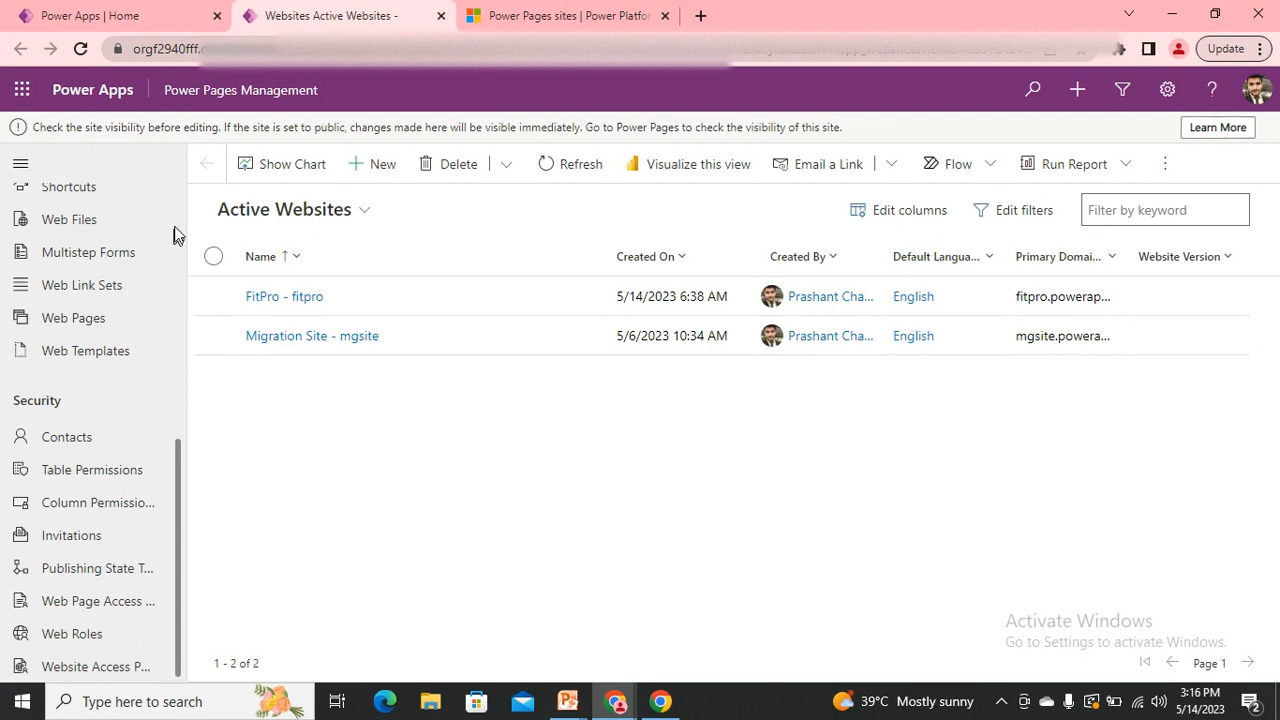 Power Apps | Home
Websites Active Websites -
Power Pages sites | Power Platfor
orgf2940fff.
Update
Power Apps
Power Pages Management
Check the site visibility before editing. If the site is set to public, changes made here will be visible immediately. Go to Power Pages to check the visibility of this site.
Learn More
Show Chart
New
Delete
Refresh
Visualize this view
Email a Link
Flow
Run Report
Shortcuts
Web Files
Multistep Forms
Web Link Sets
Web Pages
Web Templates
Security
Contacts
Table Permissions
Column Permissio...
Invitations
Publishing State T...
Web Page Access ...
Web Roles
Website Access P...
Active Websites
Edit columns
Edit filters
Filter by keyword
Name ↑ Created On Created By Default Langua... Primary Domai... Website Version
FitPro - fitpro 5/14/2023 6:38 AM Prashant Cha... English fitpro.powerap...
Migration Site - mgsite 5/6/2023 10:34 AM Prashant Cha... English mgsite.powera...
Activate Windows
Go to Settings to activate Windows.
1 - 2 of 2
Page 1
Type here to search
39°C Mostly sunny
3:16 PM
5/14/2023
2